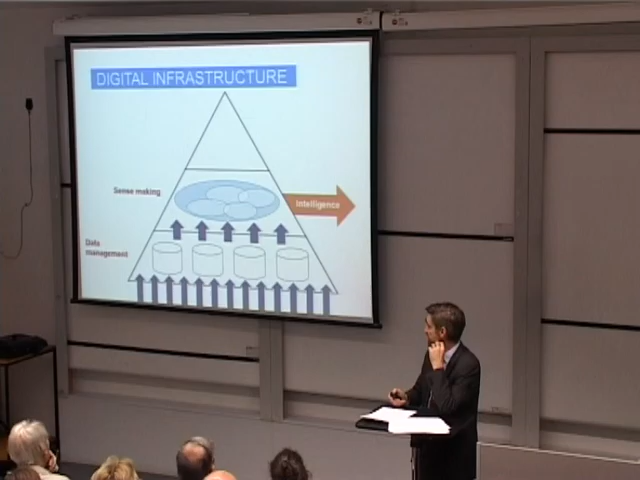 DIGITAL INFRASTRUCTURE
Sense making
Intelligence
Data
management